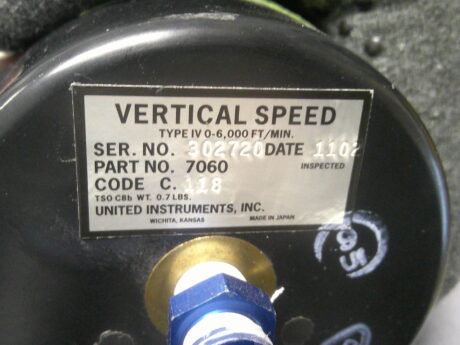 VERTICAL SPEED
TYPE IV 0-6,000 FT/MIN.
SER. NO. 302720 DATE 1102
PART NO. 7060 INSPECTED
CODE C.118
TSO C8b WT. 0.7 LBS.
UNITED INSTRUMENTS, INC.
WICHITA, KANSAS MADE IN JAPAN